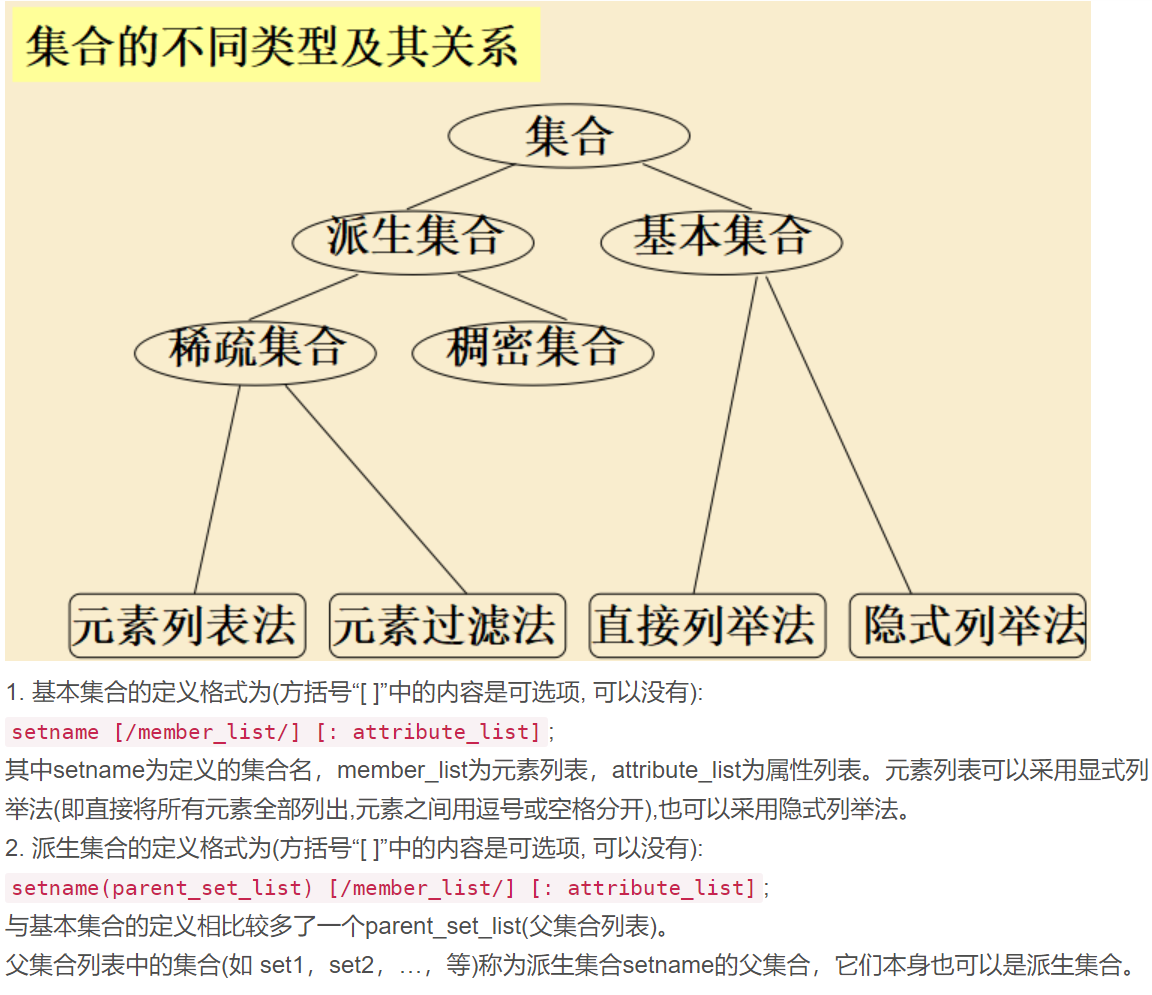 集合的不同类型及其关系
集合
派生集合 基本集合
稀疏集合 稠密集合
元素列表法 元素过滤法 直接列举法 隐式列举法
1. 基本集合的定义格式为(方括号“[ ]”中的内容是可选项, 可以没有):
setname [/member_list/] [: attribute_list];
其中setname为定义的集合名，member_list为元素列表，attribute_list为属性列表。元素列表可以采用显式列
举法(即直接将所有元素全部列出,元素之间用逗号或空格分开),也可以采用隐式列举法。
2. 派生集合的定义格式为(方括号“[ ]”中的内容是可选项, 可以没有):
setname(parent_set_list) [/member_list/] [: attribute_list];
与基本集合的定义相比较多了一个parent_set_list(父集合列表)。
父集合列表中的集合(如 set1，set2，…，等)称为派生集合setname的父集合，它们本身也可以是派生集合。